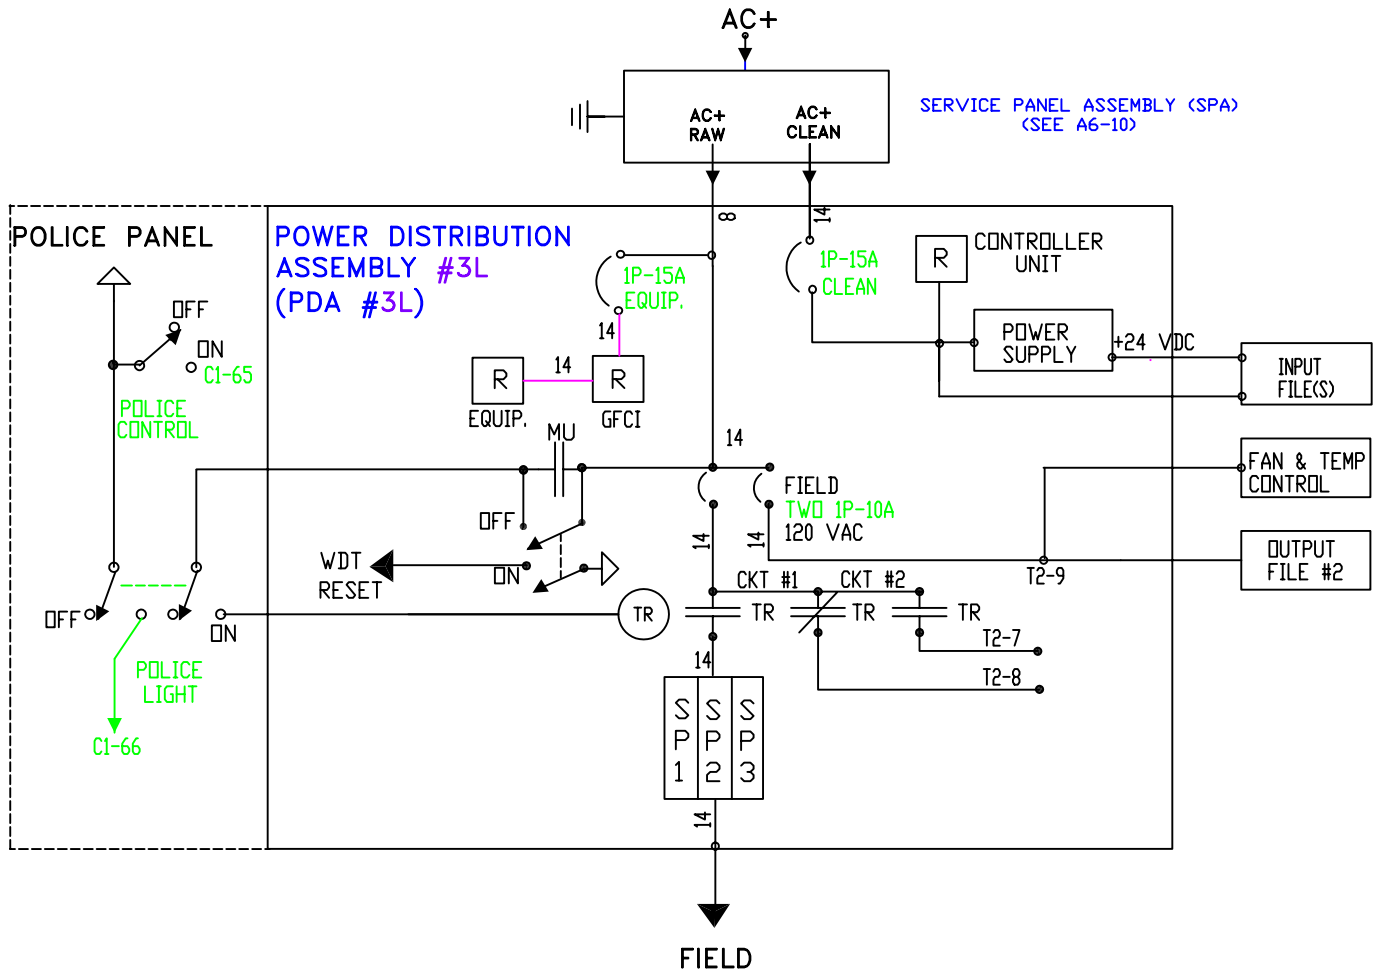 AC+
AC+
RAW
AC+
CLEAN
SERVICE PANEL ASSEMBLY (SPA)
(SEE A6-10)
POLICE PANEL
POWER DISTRIBUTION
ASSEMBLY #3L
(PDA #3L)
8
14
1P-15A
EQUIP.
1P-15A
CLEAN
R
CONTROLLER
UNIT
OFF
ON
C1-65
POLICE
CONTROL
14
14
R
EQUIP.
R
GFCI
POWER
SUPPLY
+24 VDC
INPUT
FILE(S)
MU
14
FIELD
TWO 1P-10A
120 VAC
FAN & TEMP
CONTROL
OFF
ON
WDT
RESET
14
14
OUTPUT
FILE #2
T2-9
CKT #1
CKT #2
OFF
ON
TR
TR
TR
TR
T2-7
T2-8
POLICE
LIGHT
C1-66
14
SP1
SP2
SP3
14
FIELD